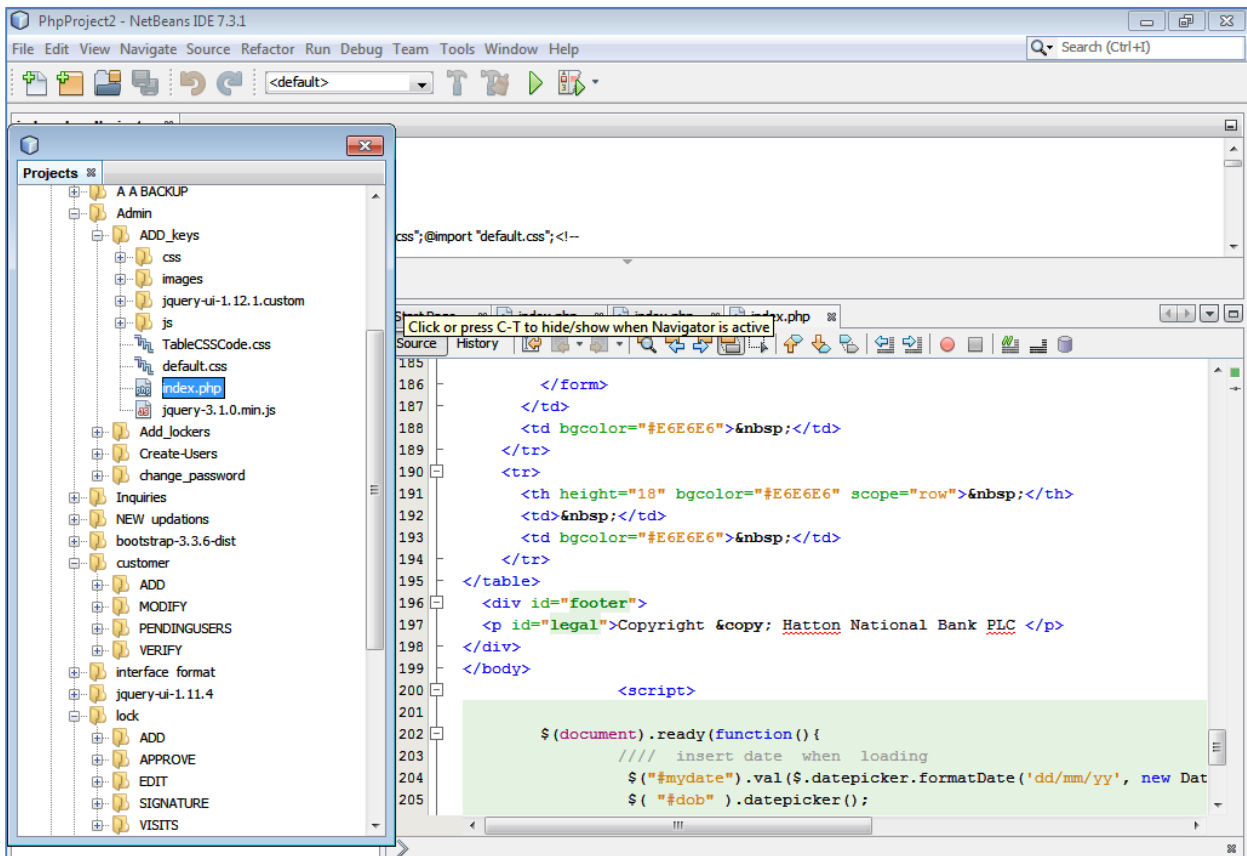 PhpProject2 - NetBeans IDE 7.3.1
File Edit View Navigate Source Refactor Run Debug Team Tools Window Help
Search (Ctrl+I)
<default>
Projects
A A BACKUP
Admin
ADD_keys
css
images
jquery-ui-1.12.1.custom
js
TableCSSCode.css
default.css
index.php
jquery-3.1.0.min.js
Add_lockers
Create-Users
change_password
Inquiries
NEW updations
bootstrap-3.3.6-dist
customer
ADD
MODIFY
PENDINGUSERS
VERIFY
interface format
jquery-ui-1.11.4
lock
ADD
APPROVE
EDIT
SIGNATURE
VISITS
css";@import "default.css";<!--
index.php
Click or press C-T to hide/show when Navigator is active
Source History
185
186 </form>
187 </td>
188 <td bgcolor="#E6E6E6">&nbsp;</td>
189 </tr>
190 <tr>
191 <th height="18" bgcolor="#E6E6E6" scope="row">&nbsp;</th>
192 <td>&nbsp;</td>
193 <td bgcolor="#E6E6E6">&nbsp;</td>
194 </tr>
195 </table>
196 <div id="footer">
197 <p id="legal">Copyright &copy; Hatton National Bank PLC </p>
198 </div>
199 </body>
200 <script>
201
202 $(document).ready(function(){
203 //// insert date when loading
204 $("#mydate").val($.datepicker.formatDate('dd/mm/yy', new Dat
205 $( "#dob" ).datepicker();